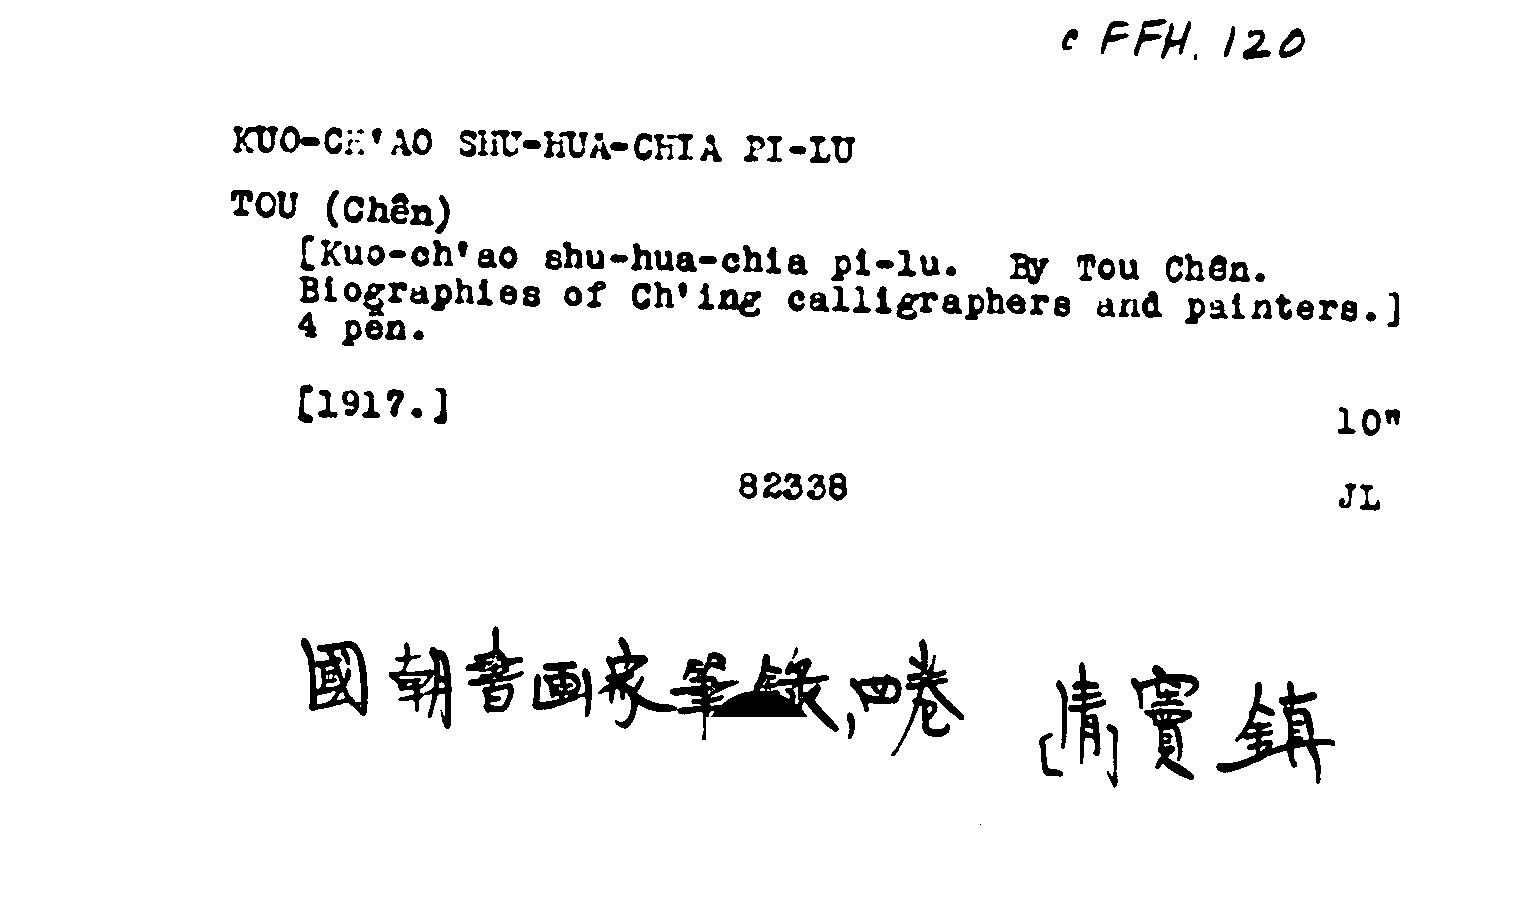 c FFH. 120
KUO-CH'AO SHU-HUA-CHIA PI-LU
TOU (Chên)
[Kuo-ch'ao shu-hua-chia pi-lu. By Tou Chên.
Biographies of Ch'ing calligraphers and painters.]
4 pên.
[1917.]
10"
82338
JL
國朝書画家筆錄,四卷 [清]竇鎮